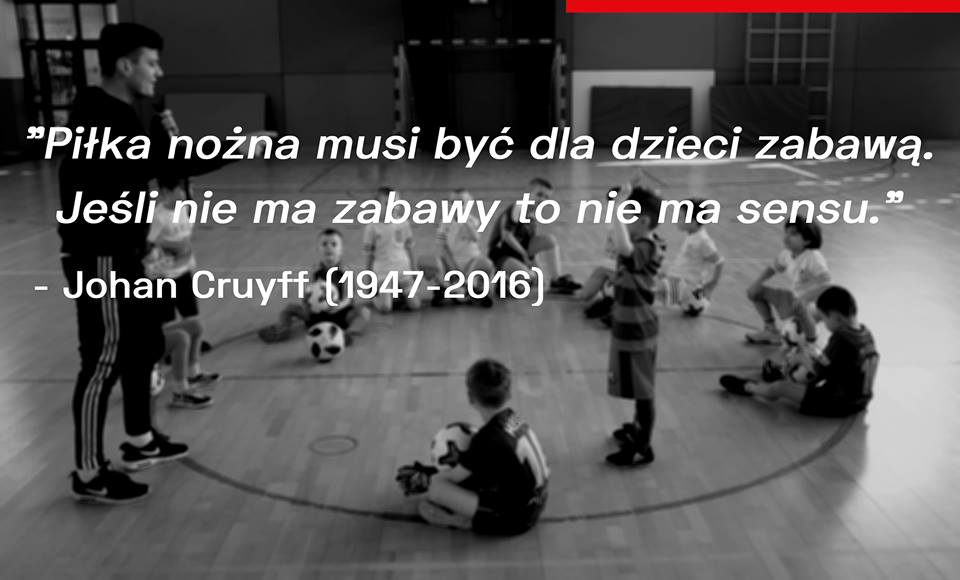 ”Piłka nożna musi być dla dzieci zabawą.
Jeśli nie ma zabawy to nie ma sensu.”
- Johan Cruyff (1947-2016)